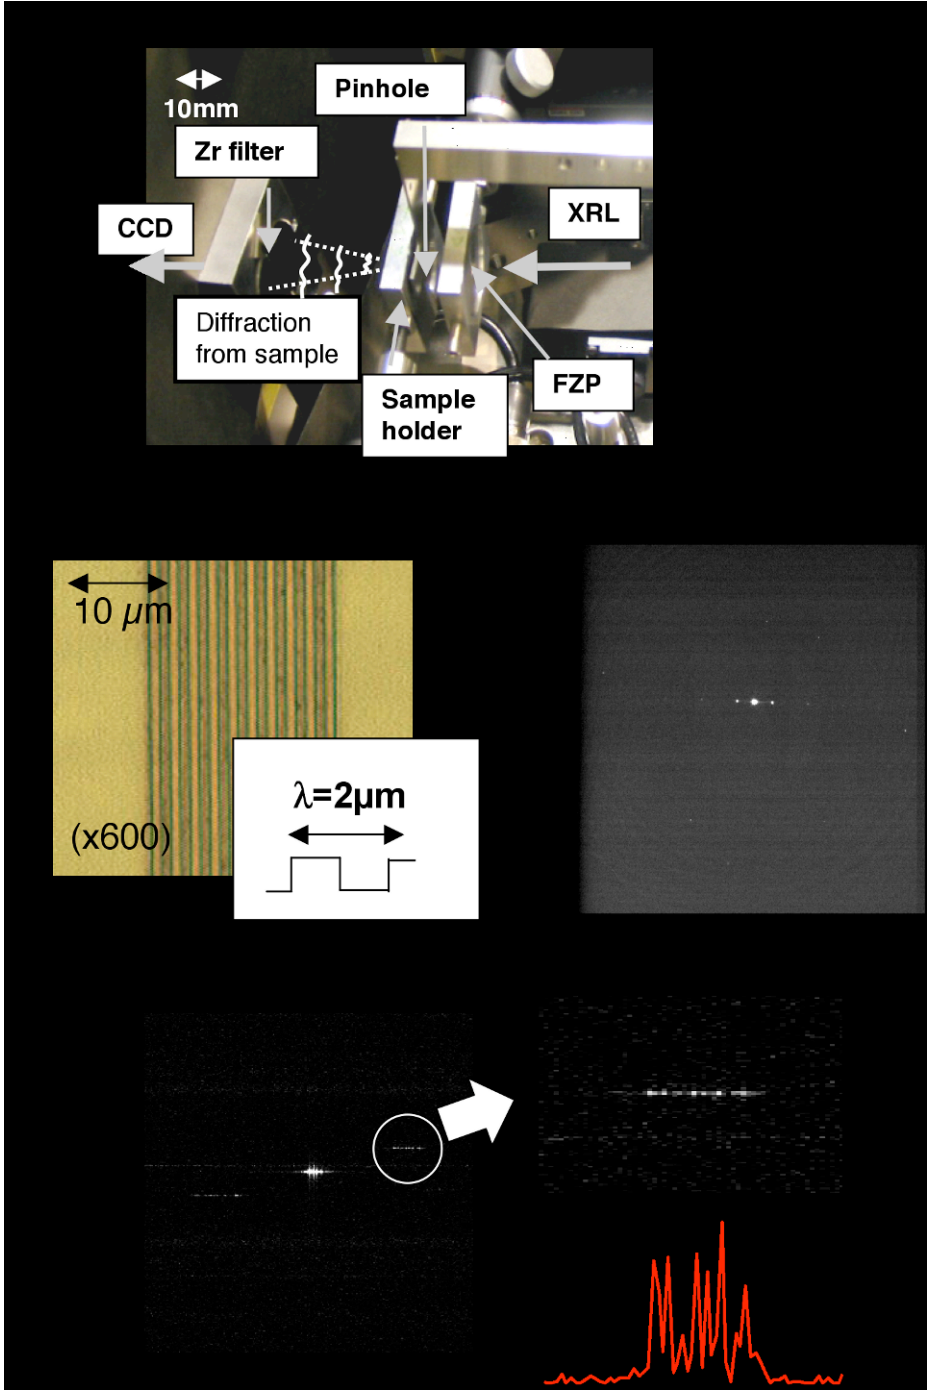 Pinhole
10mm
Zr filter
XRL
CCD
Diffraction
from sample
FZP
Sample
holder
10 µm
(x600)
λ=2µm